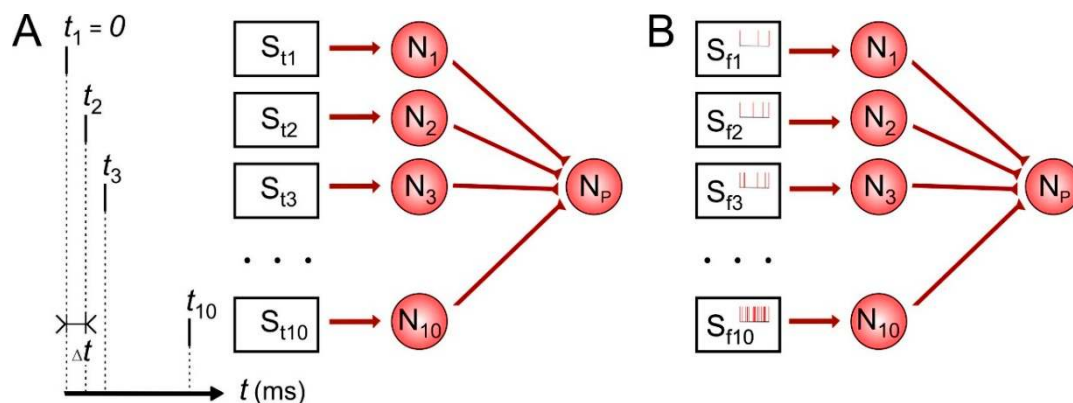 A
t1 = 0
t2
t3
t10
Δt
t (ms)
St1
N1
St2
N2
St3
N3
NP
. . .
St10
N10
B
Sf1
N1
Sf2
N2
Sf3
N3
NP
. . .
Sf10
N10